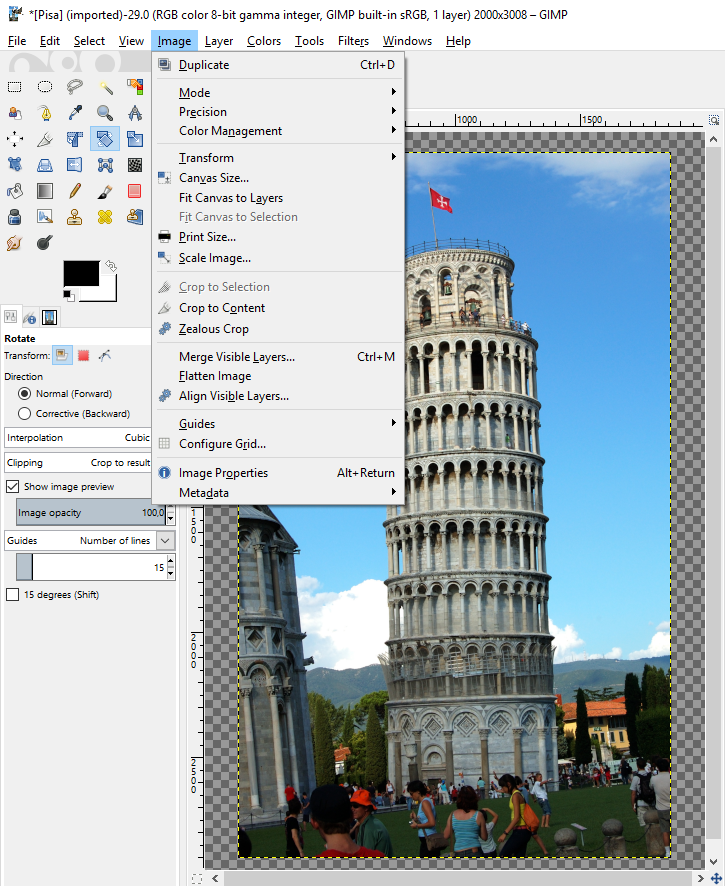 *[Pisa] (imported)-29.0 (RGB color 8-bit gamma integer, GIMP built-in sRGB, 1 layer) 2000x3008 – GIMP
File Edit Select View Image Layer Colors Tools Filters Windows Help
Duplicate Ctrl+D
Mode
Precision
Color Management
Transform
Canvas Size...
Fit Canvas to Layers
Fit Canvas to Selection
Print Size...
Scale Image...
Crop to Selection
Crop to Content
Zealous Crop
Merge Visible Layers... Ctrl+M
Flatten Image
Align Visible Layers...
Guides
Configure Grid...
Image Properties Alt+Return
Metadata
Rotate
Transform:
Direction
Normal (Forward)
Corrective (Backward)
Interpolation Cubic
Clipping Crop to result
Show image preview
Image opacity 100,0
Guides Number of lines
15
15 degrees (Shift)
1000 1500
1500
2000
2500